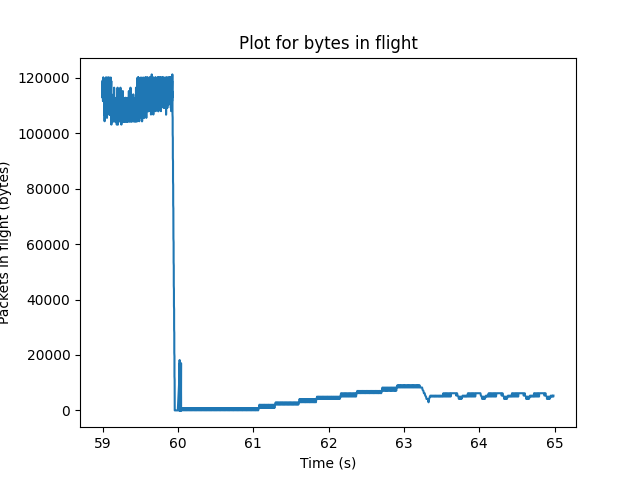 Plot for bytes in flight
120000
100000
80000
60000
40000
20000
0
Packets in flight (bytes)
59 60 61 62 63 64 65
Time (s)